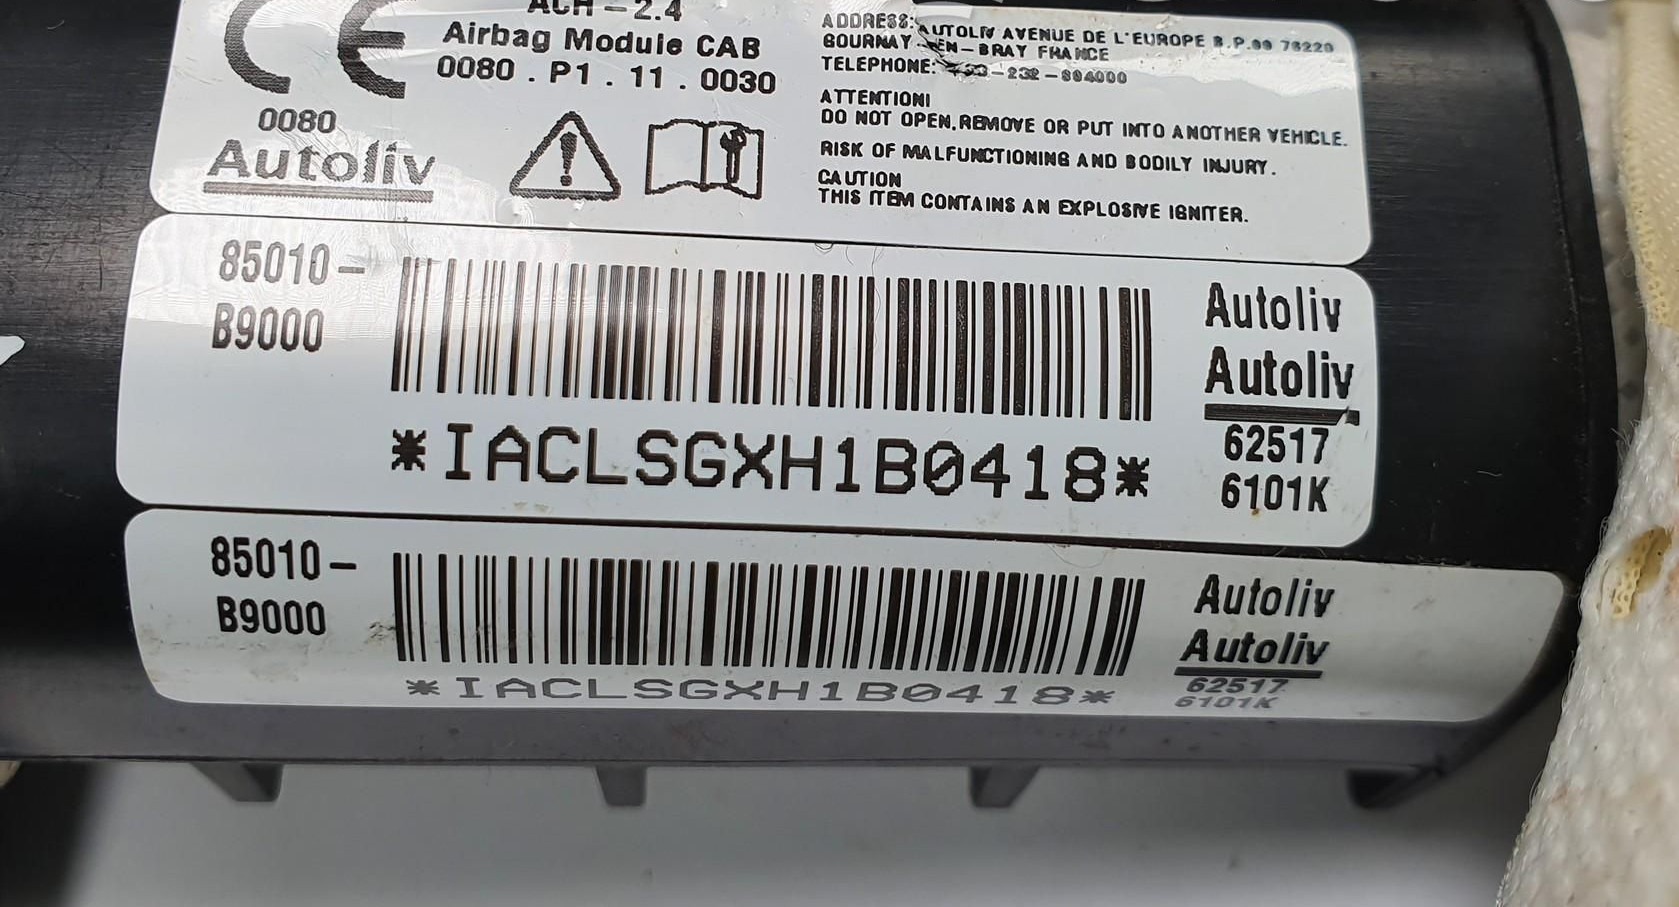 ACH-2.4
Airbag Module CAB
0080.P1.11.0030
CE
0080
Autoliv
ADDRESS: AUTOLIV AVENUE DE L'EUROPE B.P.09 76220
GOURNAY-EN-BRAY FRANCE
TELEPHONE: -232-
ATTENTION!
DO NOT OPEN, REMOVE OR PUT INTO ANOTHER VEHICLE.
RISK OF MALFUNCTIONING AND BODILY INJURY.
CAUTION
THIS ITEM CONTAINS AN EXPLOSIVE IGNITER.
85010-
B9000
*IACLSGXH1B0418*
Autoliv
Autoliv
62517
6101K
85010-
B9000
*IACLSGXH1B0418*
Autoliv
Autoliv
62517
6101K